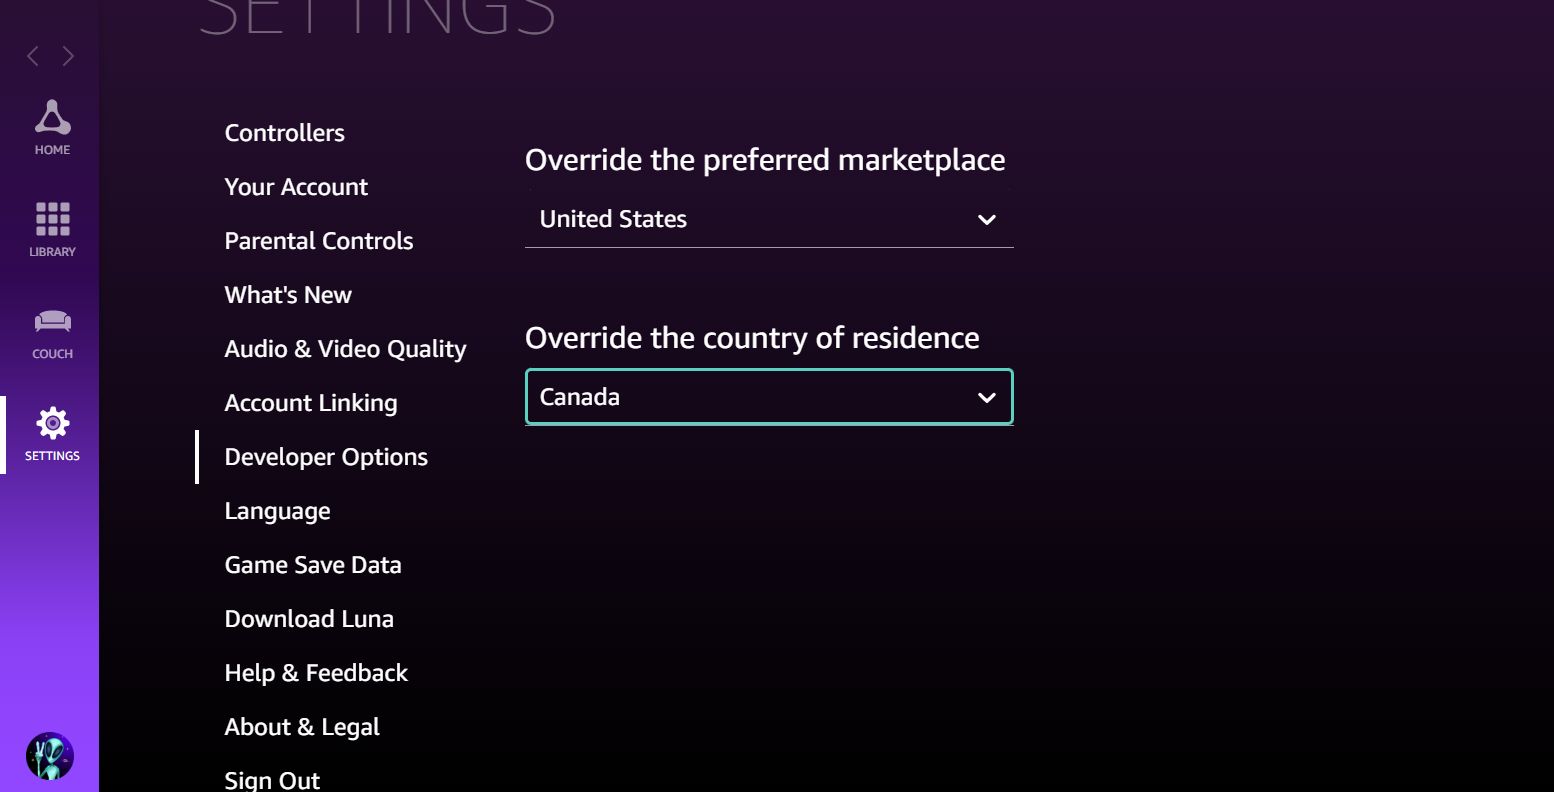 SETTINGS
HOME
LIBRARY
COUCH
SETTINGS
Controllers
Your Account
Parental Controls
What's New
Audio & Video Quality
Account Linking
Developer Options
Language
Game Save Data
Download Luna
Help & Feedback
About & Legal
Sign Out
Override the preferred marketplace
United States
Override the country of residence
Canada